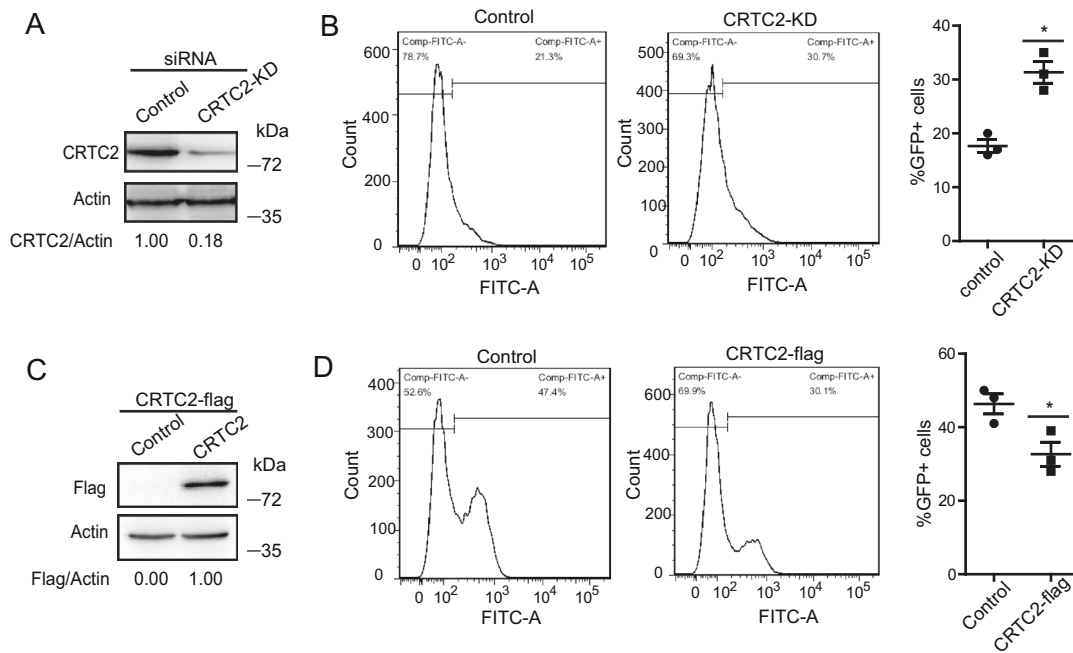 A
siRNA
Control CRTC2-KD
kDa
CRTC2
—72
Actin
—35
CRTC2/Actin 1.00 0.18
B
Control
Comp-FITC-A- Comp-FITC-A+
78.7% 21.3%
600
400
200
0
Count
0 10² 10³ 10⁴ 10⁵
FITC-A
CRTC2-KD
Comp-FITC-A- Comp-FITC-A+
69.3% 30.7%
500
400
300
200
100
0
Count
0 10² 10³ 10⁴ 10⁵
FITC-A
%GFP+ cells
40
30
20
10
0
*
control CRTC2-KD
C
CRTC2-flag
Control CRTC2
kDa
Flag
—72
Actin
—35
Flag/Actin 0.00 1.00
D
Control
Comp-FITC-A- Comp-FITC-A+
52.6% 47.4%
400
300
200
100
0
Count
0 10² 10³ 10⁴ 10⁵
FITC-A
CRTC2-flag
Comp-FITC-A- Comp-FITC-A+
69.9% 30.1%
600
400
200
0
Count
0 10² 10³ 10⁴ 10⁵
FITC-A
%GFP+ cells
60
40
20
0
*
Control CRTC2-flag